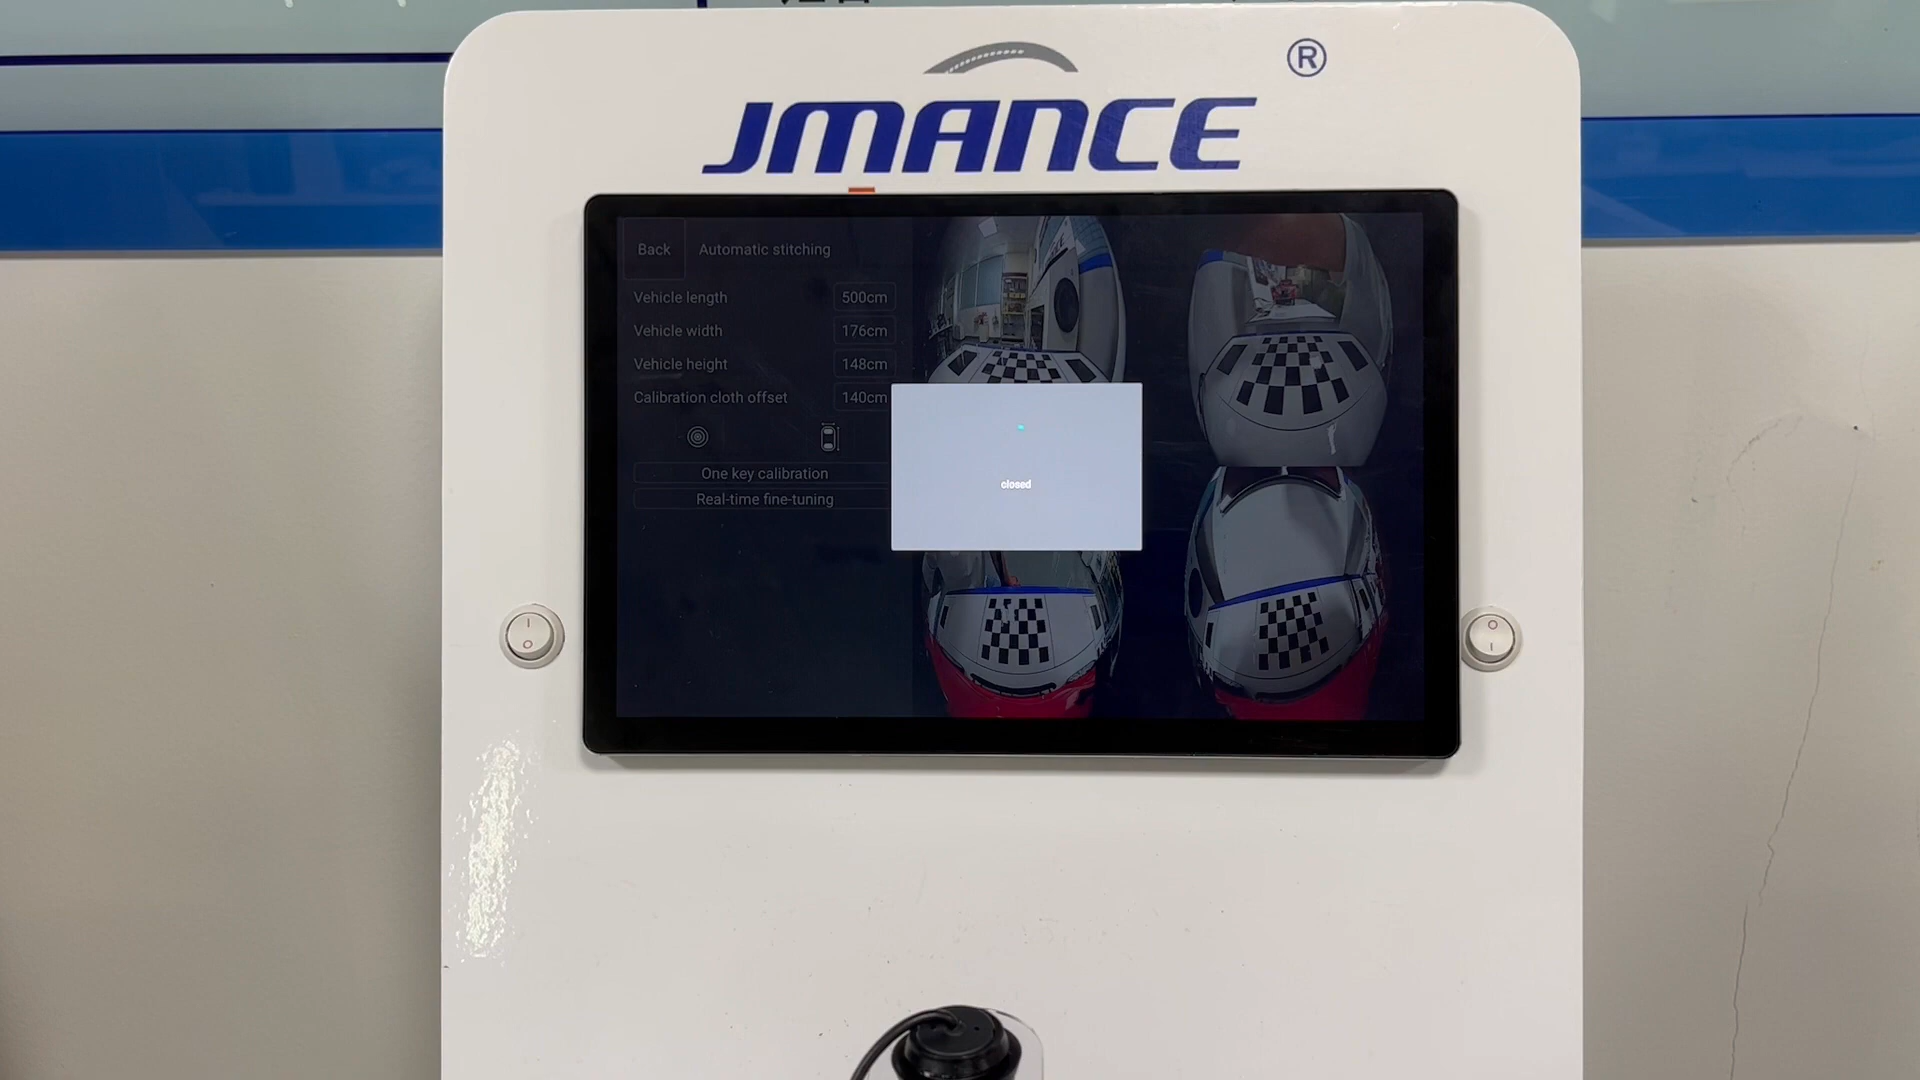 ®
JMANCE
Back Automatic stitching
Vehicle length 500cm
Vehicle width 176cm
Vehicle height 148cm
Calibration cloth offset 140cm
closed
One key calibration
Real-time fine-tuning